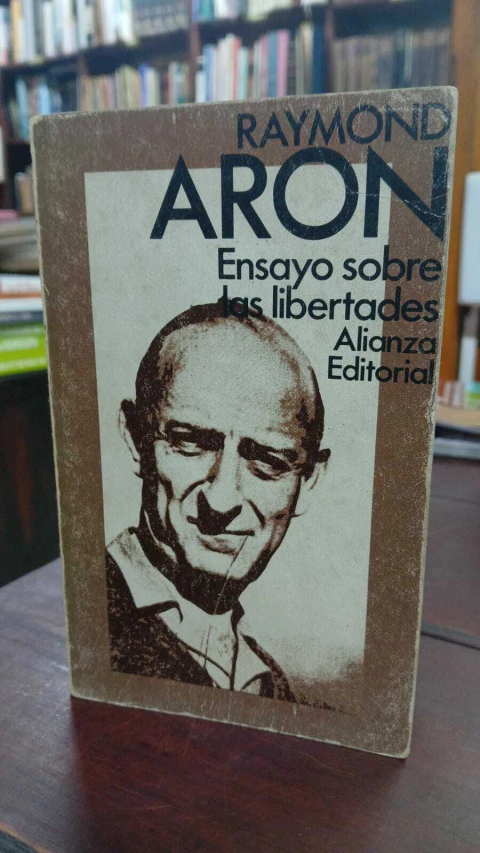 RAYMOND
ARON
Ensayo sobre
las libertades
Alianza
Editorial